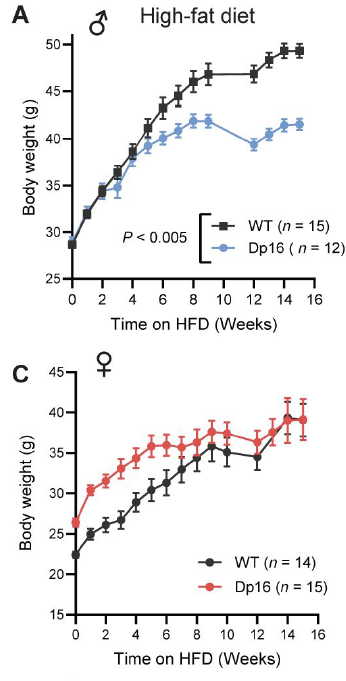 A ♂ High-fat diet
50
45
40
35
30
25
Body weight (g)
P < 0.005
WT (n = 15)
Dp16 ( n = 12)
0 2 4 6 8 10 12 14 16
Time on HFD (Weeks)
C ♀
45
40
35
30
25
20
15
Body weight (g)
WT (n = 14)
Dp16 (n = 15)
0 2 4 6 8 10 12 14 16
Time on HFD (Weeks)